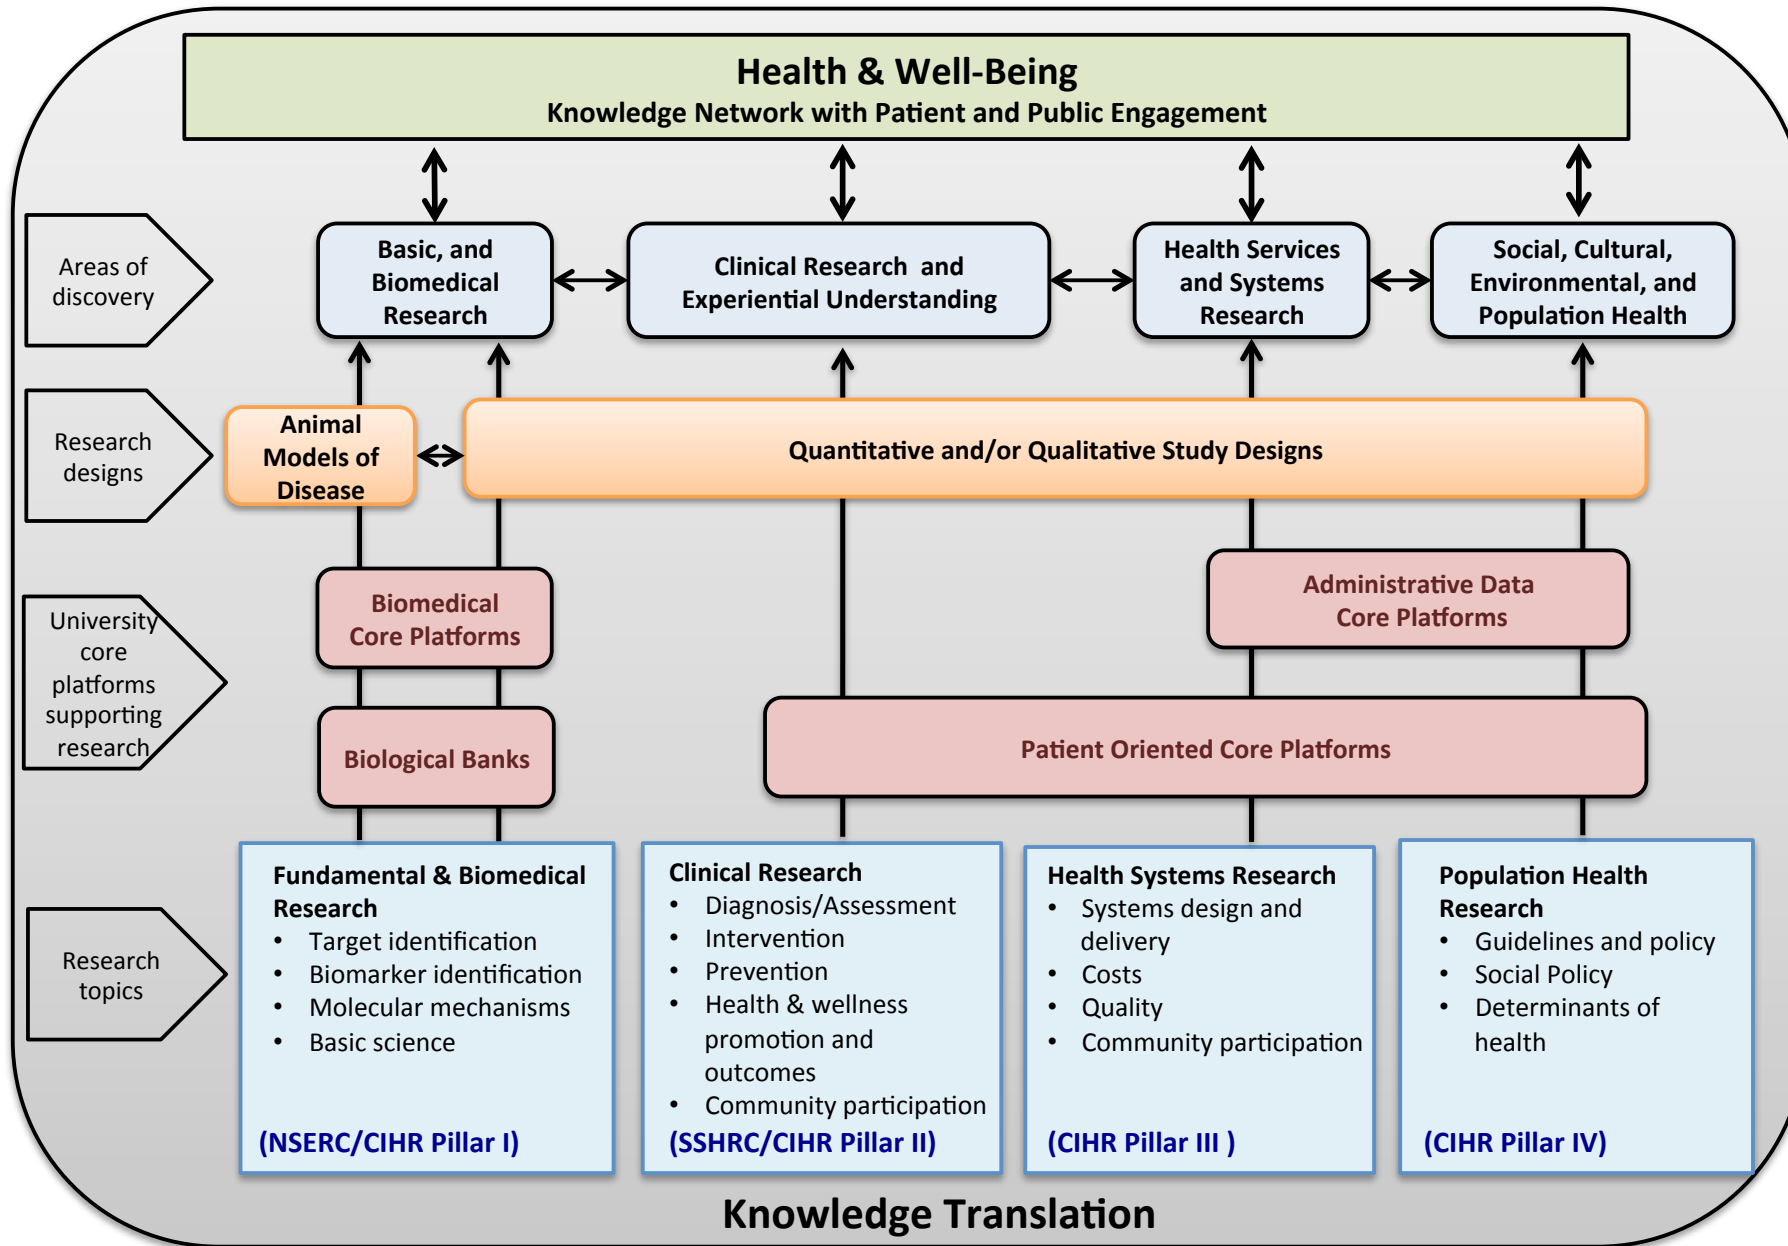 Health & Well-Being
Knowledge Network with Patient and Public Engagement
Areas of
discovery
Basic, and
Biomedical
Research
Clinical Research and
Experiential Understanding
Health Services
and Systems
Research
Social, Cultural,
Environmental, and
Population Health
Research
designs
Animal
Models of
Disease
Quantitative and/or Qualitative Study Designs
University
core
platforms
supporting
research
Biomedical
Core Platforms
Administrative Data
Core Platforms
Biological Banks
Patient Oriented Core Platforms
Research
topics
Fundamental & Biomedical
Research
• Target identification
• Biomarker identification
• Molecular mechanisms
• Basic science
(NSERC/CIHR Pillar I)
Clinical Research
• Diagnosis/Assessment
• Intervention
• Prevention
• Health & wellness
promotion and
outcomes
• Community participation
(SSHRC/CIHR Pillar II)
Health Systems Research
• Systems design and
delivery
• Costs
• Quality
• Community participation
(CIHR Pillar III )
Population Health
Research
• Guidelines and policy
• Social Policy
• Determinants of
health
(CIHR Pillar IV)
Knowledge Translation